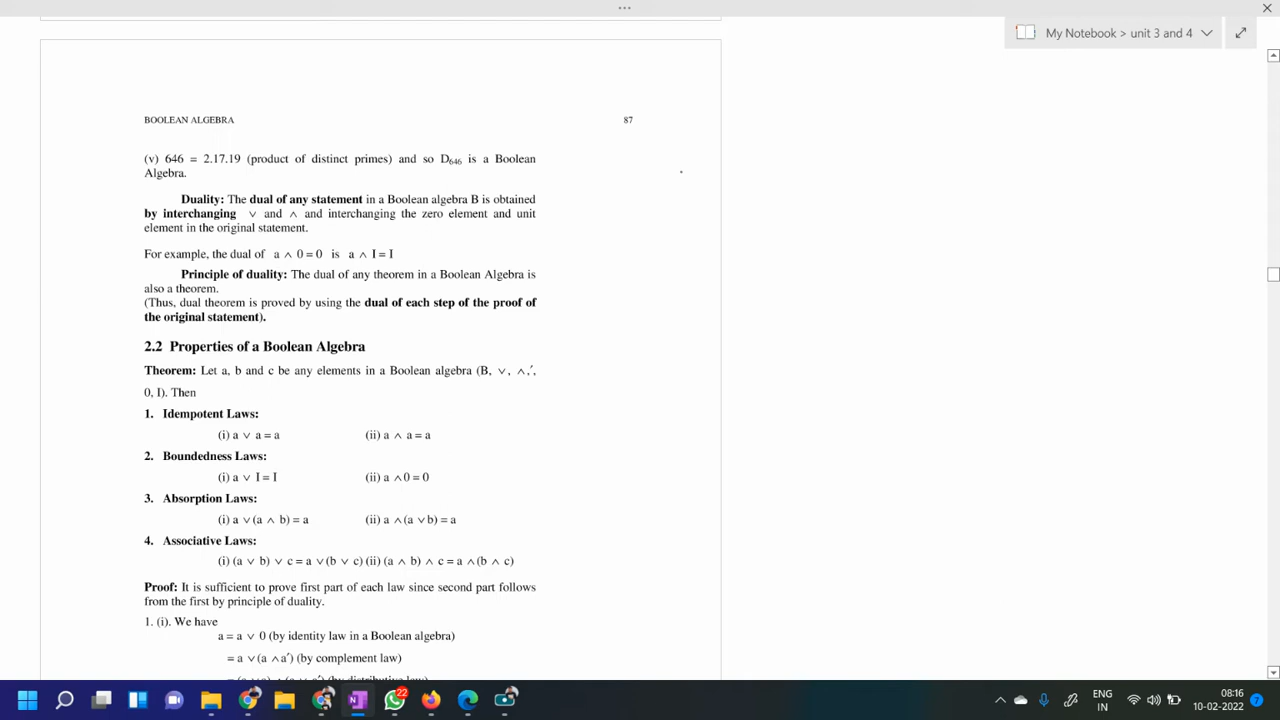 My Notebook > unit 3 and 4
BOOLEAN ALGEBRA 87
(v) 646 = 2.17.19 (product of distinct primes) and so D₆₄₆ is a Boolean
Algebra.
Duality: The dual of any statement in a Boolean algebra B is obtained
by interchanging ∨ and ∧ and interchanging the zero element and unit
element in the original statement.
For example, the dual of a ∧ 0 = 0 is a ∧ I = I
Principle of duality: The dual of any theorem in a Boolean Algebra is
also a theorem.
(Thus, dual theorem is proved by using the dual of each step of the proof of
the original statement).
2.2 Properties of a Boolean Algebra
Theorem: Let a, b and c be any elements in a Boolean algebra (B, ∨, ∧,′,
0, I). Then
1. Idempotent Laws:
(i) a ∨ a = a (ii) a ∧ a = a
2. Boundedness Laws:
(i) a ∨ I = I (ii) a ∧0 = 0
3. Absorption Laws:
(i) a ∨ (a ∧ b) = a (ii) a ∧ (a ∨ b) = a
4. Associative Laws:
(i) (a ∨ b) ∨ c = a ∨ (b ∨ c) (ii) (a ∧ b) ∧ c = a ∧ (b ∧ c)
Proof: It is sufficient to prove first part of each law since second part follows
from the first by principle of duality.
1. (i). We have
a = a ∨ 0 (by identity law in a Boolean algebra)
= a ∨ (a ∧ a′) (by complement law)
= (a ∨ a) ∧ (a ∨ a′) (by distributive law)
22
ENG
IN
08:16
10-02-2022
7